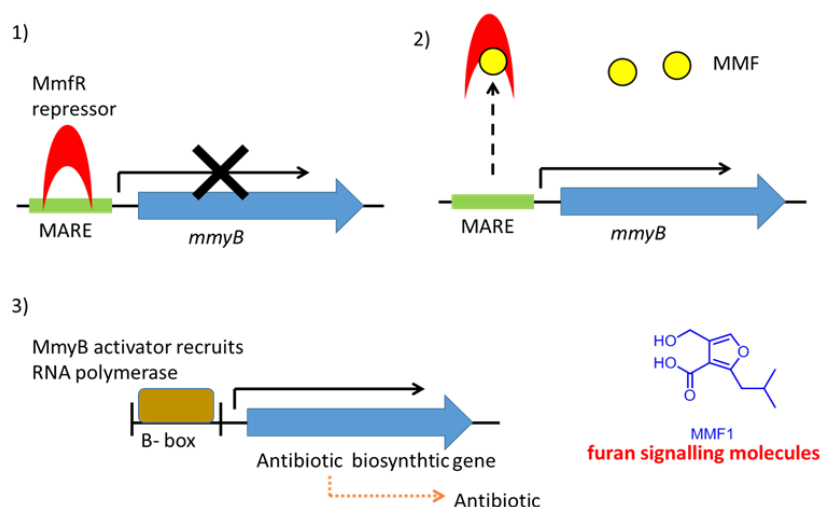 1)
MmfR
repressor
MARE
mmyB
2)
MMF
MARE
mmyB
3)
MmyB activator recruits
RNA polymerase
B- box
Antibiotic biosynthtic gene
Antibiotic
HO
O
HO
O
MMF1
furan signalling molecules